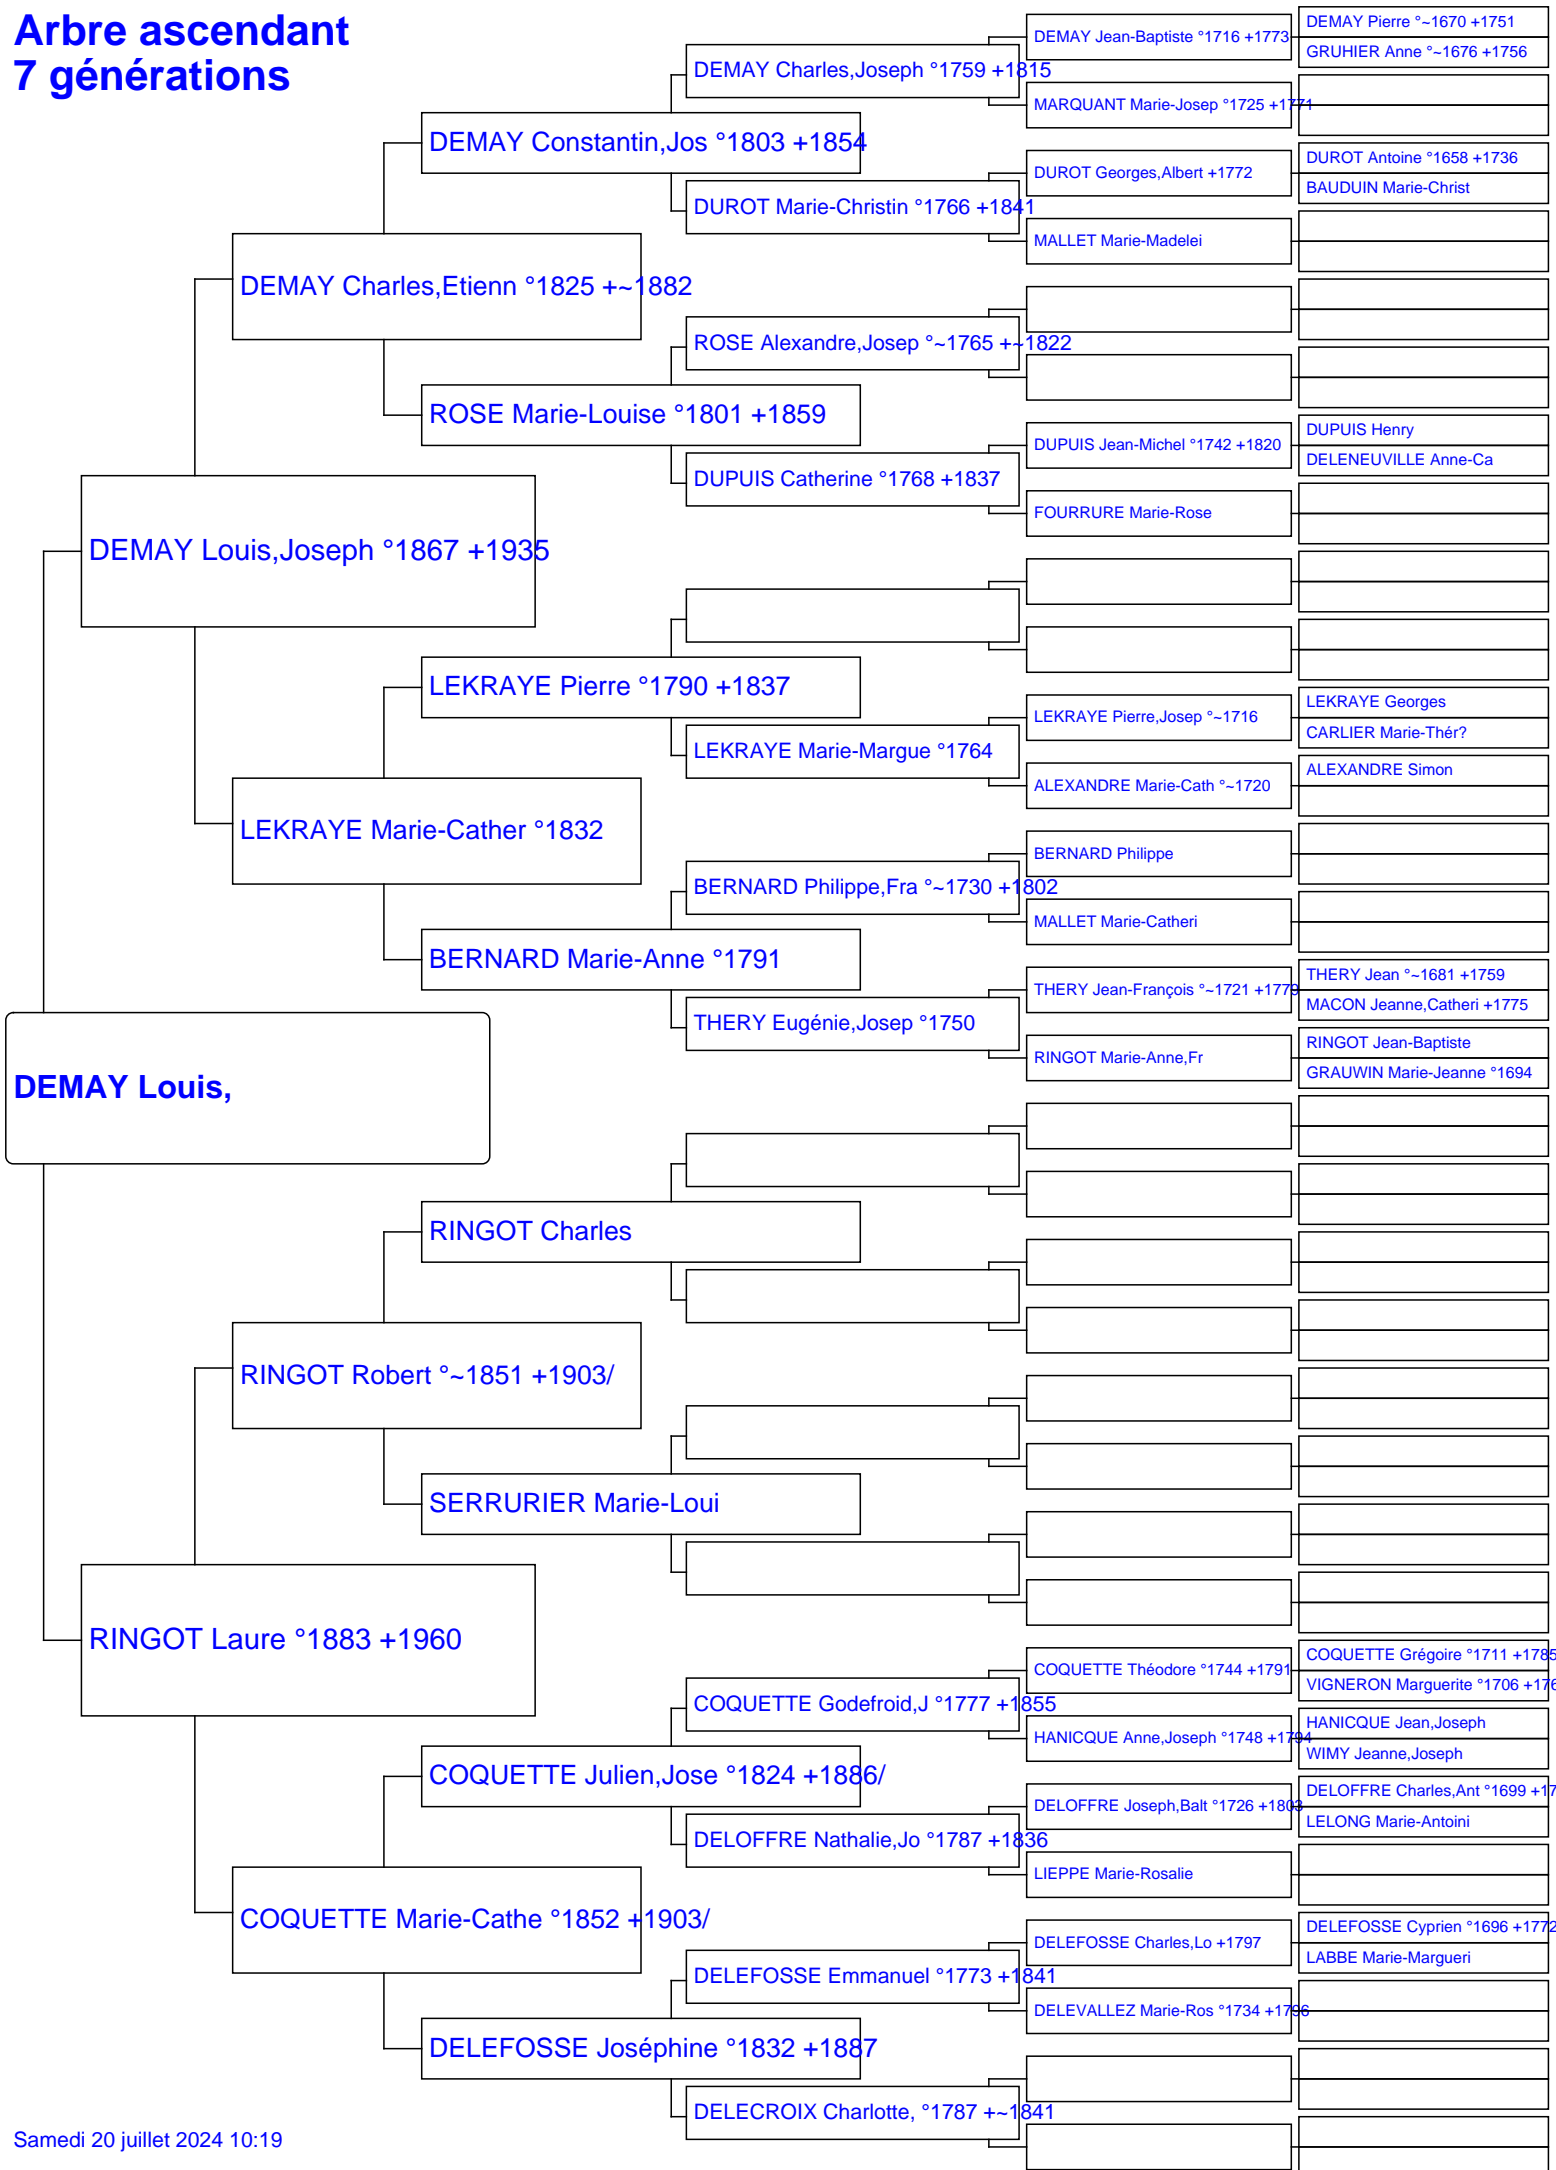 Arbre ascendant
7 générations
DEMAY Jean-Baptiste °1716 +1773
DEMAY Pierre °~1670 +1751
GRUHIER Anne °~1676 +1756
DEMAY Charles,Joseph °1759 +1815
MARQUANT Marie-Josep °1725 +1771
DEMAY Constantin,Jos °1803 +1854
DUROT Georges,Albert +1772
DUROT Antoine °1658 +1736
BAUDUIN Marie-Christ
DUROT Marie-Christin °1766 +1841
MALLET Marie-Madelei
DEMAY Charles,Etienn °1825 +~1882
ROSE Alexandre,Josep °~1765 +~1822
ROSE Marie-Louise °1801 +1859
DUPUIS Jean-Michel °1742 +1820
DUPUIS Henry
DELENEUVILLE Anne-Ca
DUPUIS Catherine °1768 +1837
FOURRURE Marie-Rose
DEMAY Louis,Joseph °1867 +1935
LEKRAYE Pierre °1790 +1837
LEKRAYE Pierre,Josep °~1716
LEKRAYE Georges
CARLIER Marie-Thér?
LEKRAYE Marie-Margue °1764
ALEXANDRE Marie-Cath °~1720
ALEXANDRE Simon
LEKRAYE Marie-Cather °1832
BERNARD Philippe
BERNARD Philippe,Fra °~1730 +1802
MALLET Marie-Catheri
BERNARD Marie-Anne °1791
THERY Jean-François °~1721 +1779
THERY Jean °~1681 +1759
MACON Jeanne,Catheri +1775
THERY Eugénie,Josep °1750
RINGOT Marie-Anne,Fr
RINGOT Jean-Baptiste
GRAUWIN Marie-Jeanne °1694
DEMAY Louis,
RINGOT Charles
RINGOT Robert °~1851 +1903/
SERRURIER Marie-Loui
RINGOT Laure °1883 +1960
COQUETTE Théodore °1744 +1791
COQUETTE Grégoire °1711 +1785
VIGNERON Marguerite °1706 +176
COQUETTE Godefroid,J °1777 +1855
HANICQUE Anne,Joseph °1748 +1794
HANICQUE Jean,Joseph
WIMY Jeanne,Joseph
COQUETTE Julien,Jose °1824 +1886/
DELOFFRE Joseph,Balt °1726 +1803
DELOFFRE Charles,Ant °1699 +17
LELONG Marie-Antoini
DELOFFRE Nathalie,Jo °1787 +1836
LIEPPE Marie-Rosalie
COQUETTE Marie-Cathe °1852 +1903/
DELEFOSSE Charles,Lo +1797
DELEFOSSE Cyprien °1696 +1772
LABBE Marie-Margueri
DELEFOSSE Emmanuel °1773 +1841
DELEVALLEZ Marie-Ros °1734 +1796
DELEFOSSE Joséphine °1832 +1887
DELECROIX Charlotte, °1787 +~1841
Samedi 20 juillet 2024 10:19